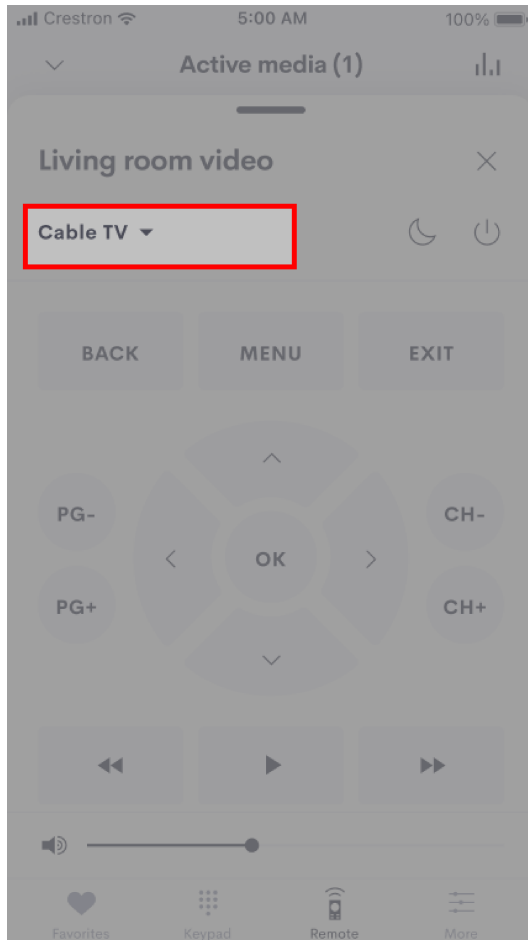 Crestron 5:00 AM 100%
Active media (1)
Living room video
Cable TV
BACK MENU EXIT
PG- CH-
OK
PG+ CH+
Favorites Keypad Remote More